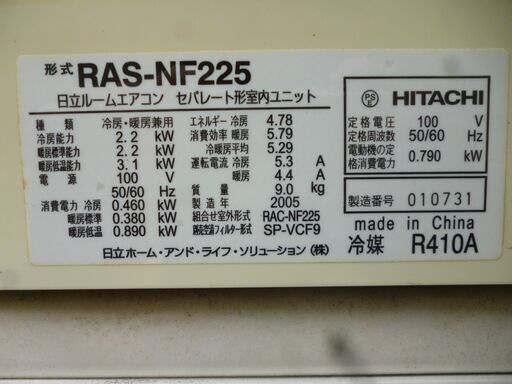 形式 RAS-NF225
日立ルームエアコン セパレート形室内ユニット
種類 冷房・暖房兼用
冷房能力 2.2 kW
暖房標準能力 2.2 kW
暖房低温能力 3.1 kW
電源 100 V
50/60 Hz
消費電力 冷房 0.460 kW
暖房標準 0.380 kW
暖房低温 0.890 kW
エネルギー 冷房 4.78
消費効率 暖房 5.79
冷暖房平均 5.29
運転電流 冷房 5.3 A
暖房 4.4 A
質量 9.0 kg
製造年 2005
組合せ室外形式 RAC-NF225
別売空清フィルター形式 SP-VCF9
日立ホーム・アンド・ライフ・ソリューション(株)
PS E HITACHI
定格電圧 100 V
定格周波数 50/60 Hz
電動機の定格消費電力 0.790 kW
製造番号 010731
made in China
冷媒 R410A